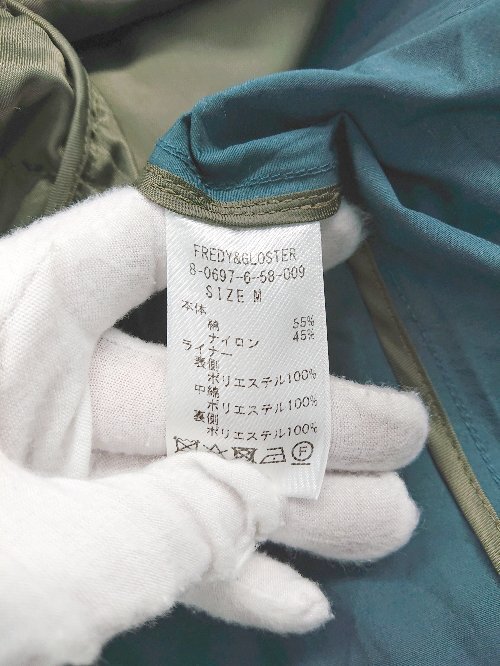 FREDY&GLOSTER
8-0697-6-58-009
SIZE M
本体
綿 55%
ナイロン 45%
ライナー
表側
ポリエステル100%
中綿
ポリエステル100%
裏側
ポリエステル100%
F